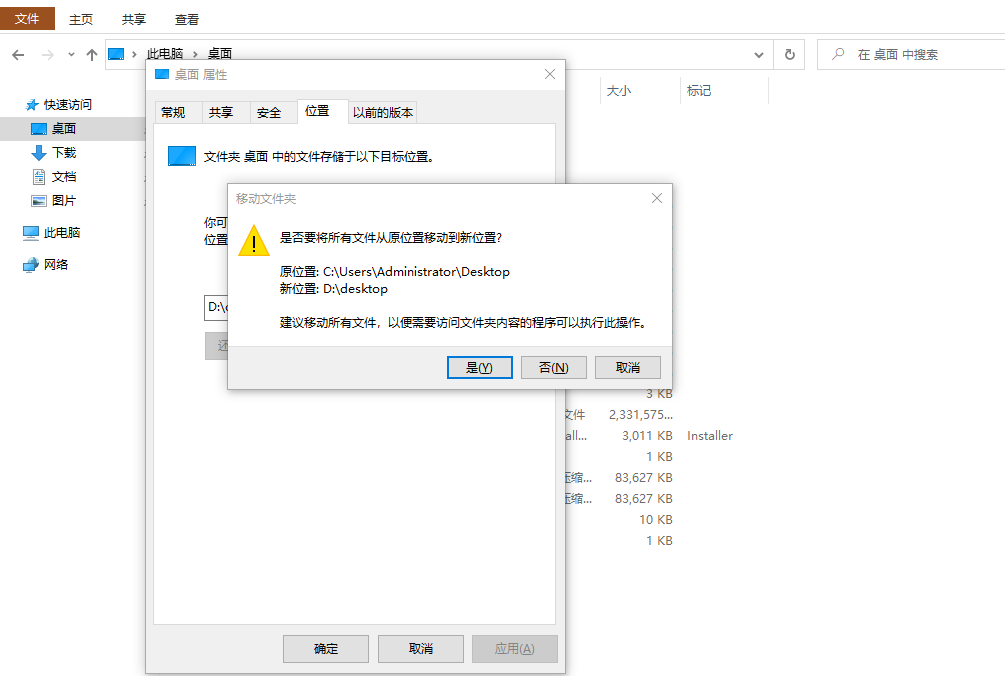 文件 主页 共享 查看
此电脑 桌面 在 桌面 中搜索
桌面 属性
大小 标记
快速访问
桌面
下载
文档
图片
此电脑
网络
常规 共享 安全 位置 以前的版本
文件夹 桌面 中的文件存储于以下目标位置。
你可
位置
D:\
还
移动文件夹
是否要将所有文件从原位置移动到新位置?
原位置: C:\Users\Administrator\Desktop
新位置: D:\desktop
建议移动所有文件，以便需要访问文件夹内容的程序可以执行此操作。
是(Y) 否(N) 取消
3 KB
文件 2,331,575...
all... 3,011 KB Installer
1 KB
压缩... 83,627 KB
压缩... 83,627 KB
10 KB
1 KB
确定 取消 应用(A)